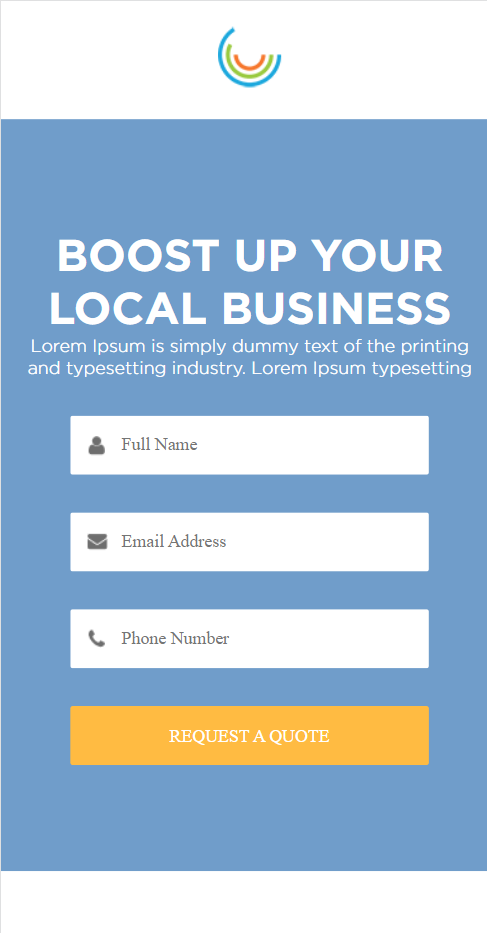 BOOST UP YOUR
LOCAL BUSINESS
Lorem Ipsum is simply dummy text of the printing
and typesetting industry. Lorem Ipsum typesetting
Full Name
Email Address
Phone Number
REQUEST A QUOTE